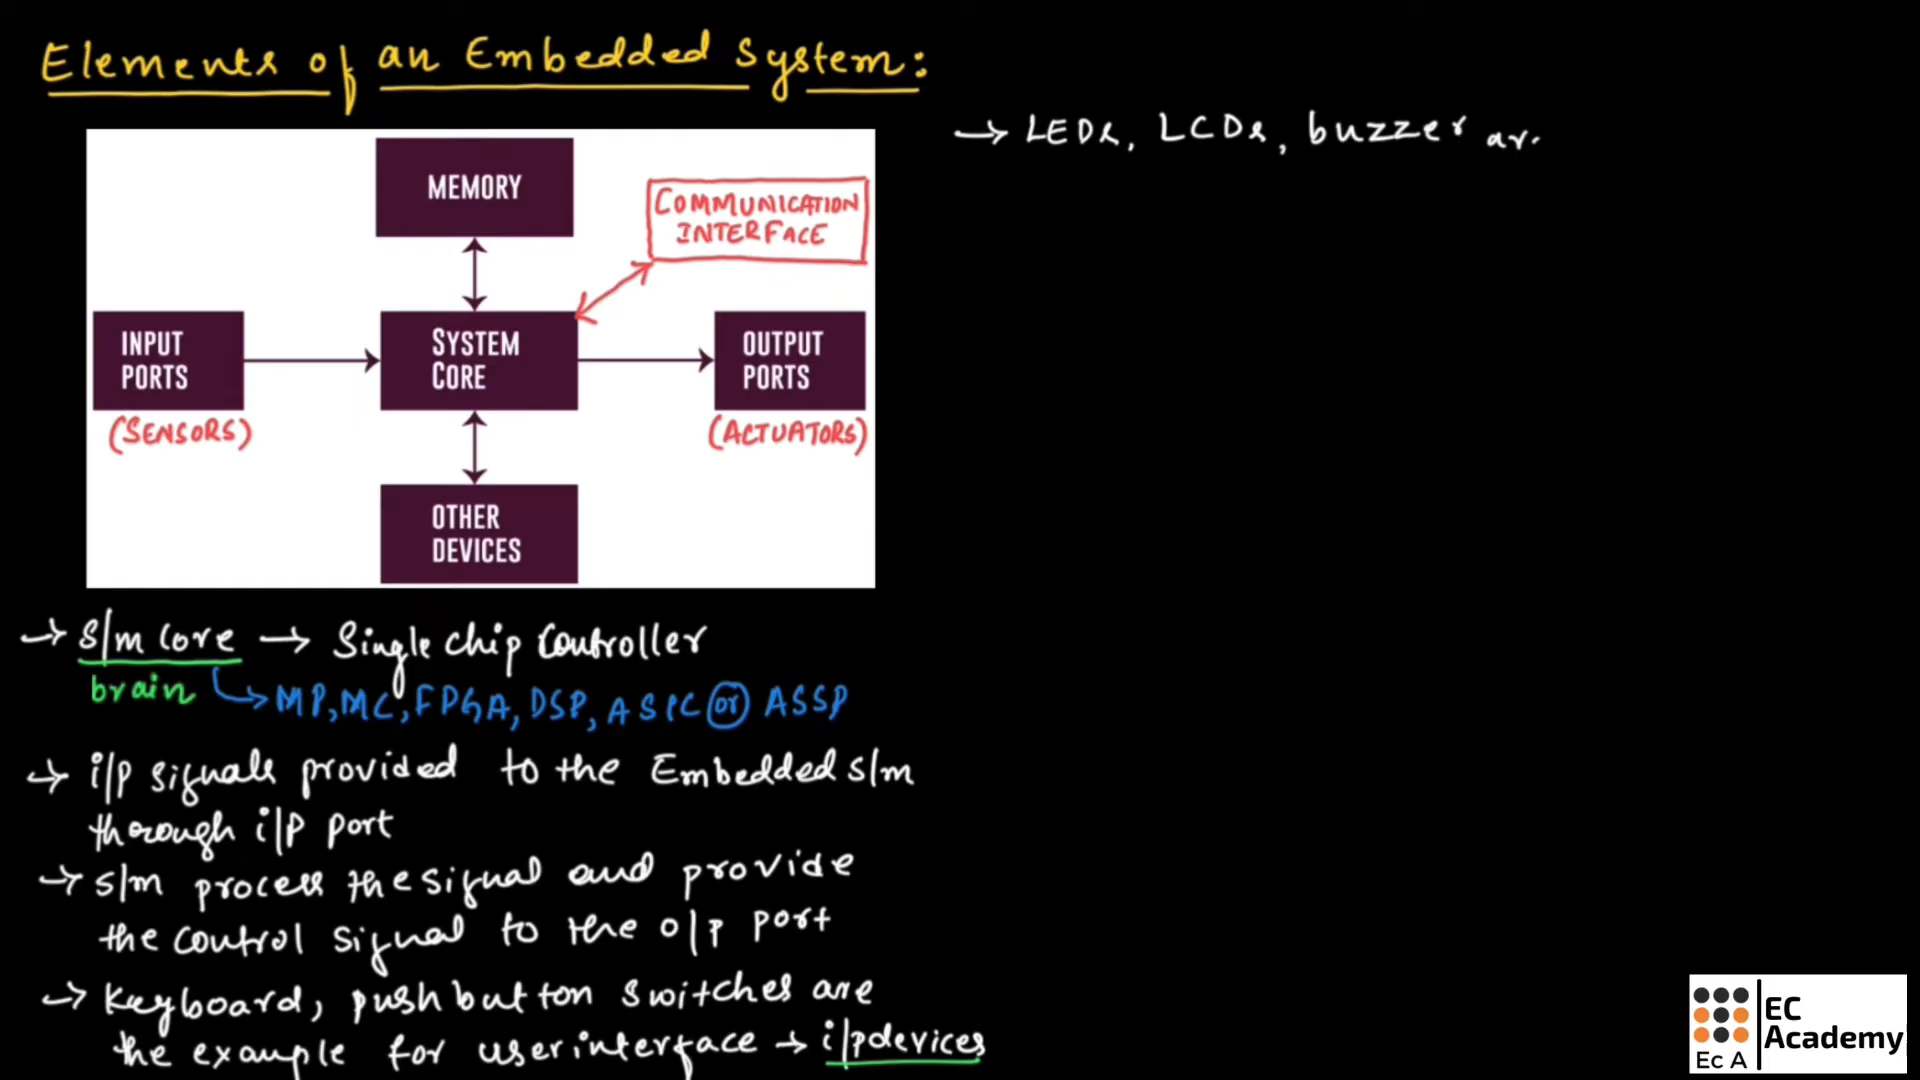 Elements of an Embedded System:
MEMORY
COMMUNICATION
INTERFACE
INPUT
PORTS
SYSTEM
CORE
OUTPUT
PORTS
(SENSORS)
(ACTUATORS)
OTHER
DEVICES
→ s/m core → Single chip controller
brain
MP, MC, FPGA, DSP, ASIC or ASSP
→ i/p signals provided to the Embedded s/m
through i/p port
→ s/m process the signal and provide
the control signal to the o/p port
→ Keyboard, push button switches are
the example for user interface → i/p devices
→ LEDs, LCDs, buzzer ar
EC
Academy
Ec A